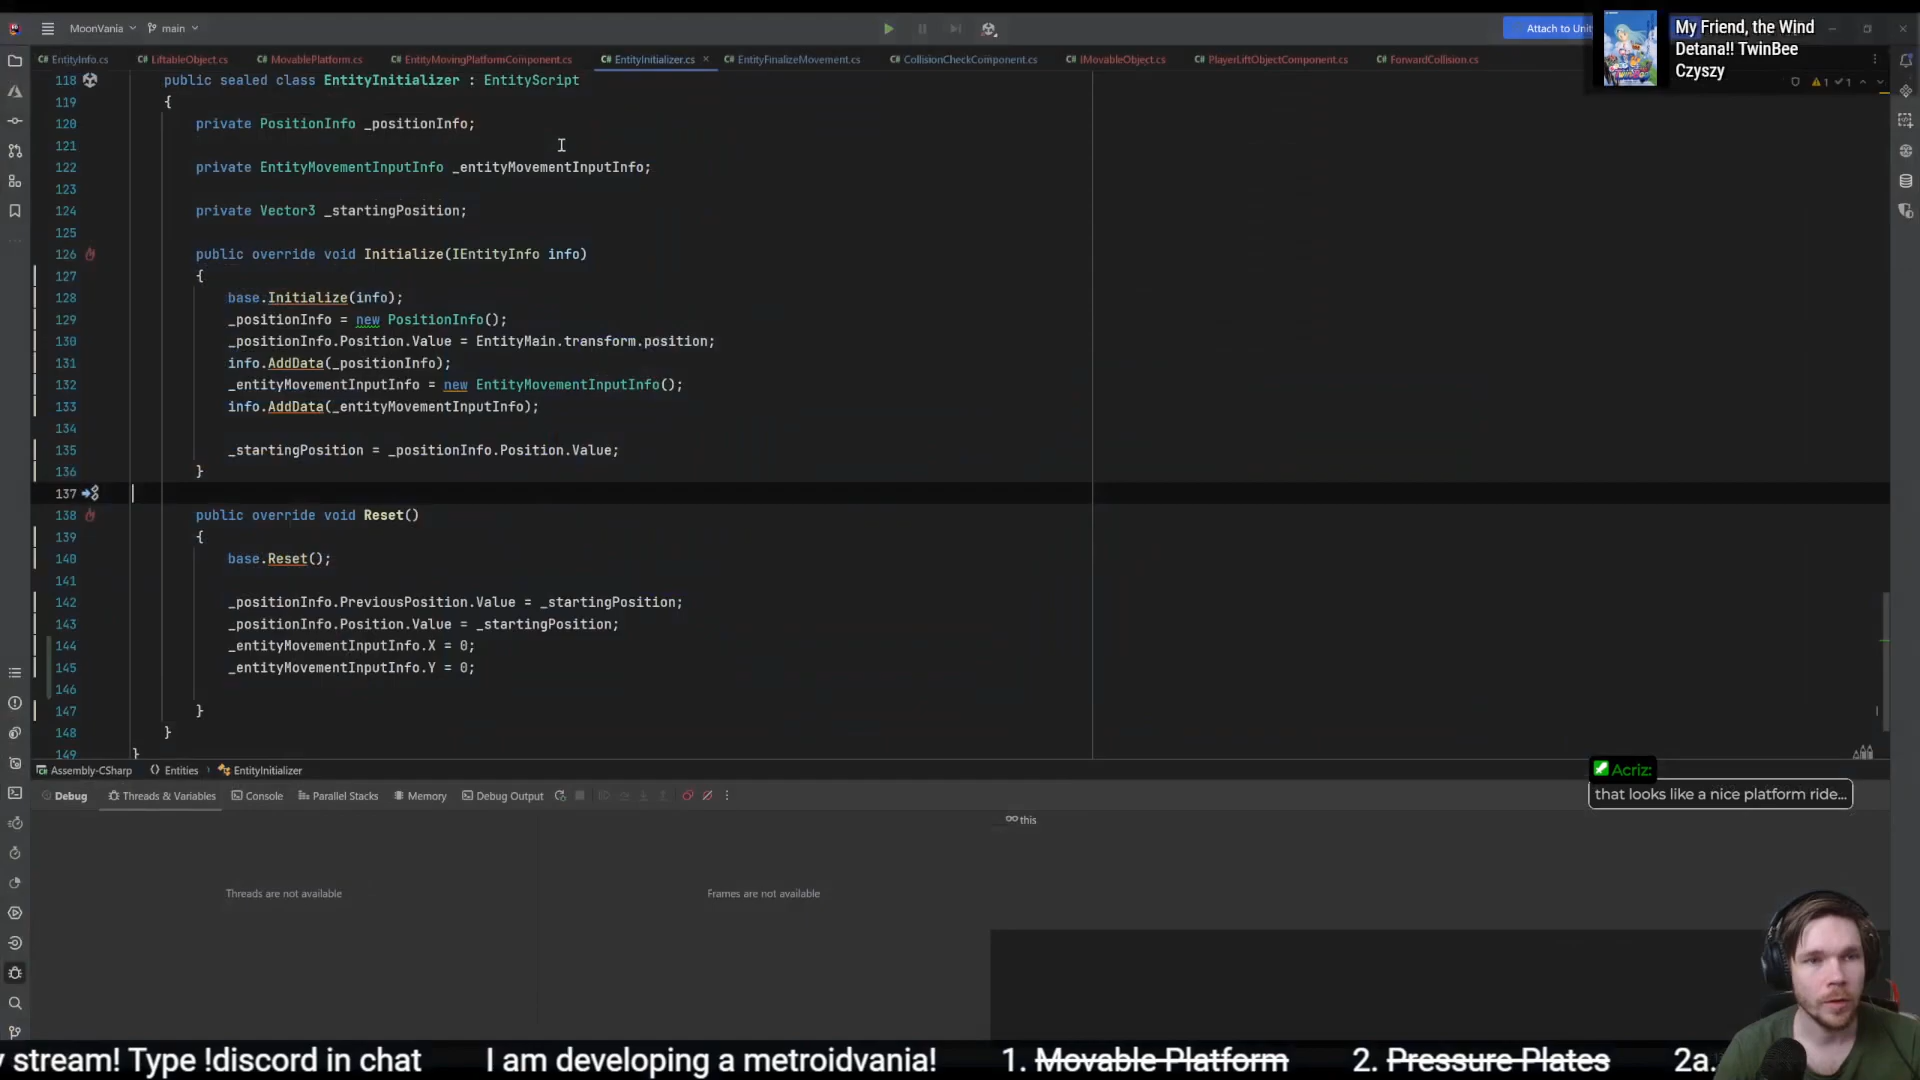 MoonVania
main
Attach to Unit
My Friend, the Wind
Detana!! TwinBee
Czyszy
EntityInfo.cs
LiftableObject.cs
MovablePlatform.cs
EntityMovingPlatformComponent.cs
EntityInitializer.cs
EntityFinalizeMovement.cs
CollisionCheckComponent.cs
IMovableObject.cs
PlayerLiftObjectComponent.cs
ForwardCollision.cs
1 1
118 public sealed class EntityInitializer : EntityScript
119 {
120 private PositionInfo _positionInfo;
121
122 private EntityMovementInputInfo _entityMovementInputInfo;
123
124 private Vector3 _startingPosition;
125
126 public override void Initialize(IEntityInfo info)
127 {
128 base.Initialize(info);
129 _positionInfo = new PositionInfo();
130 _positionInfo.Position.Value = EntityMain.transform.position;
131 info.AddData(_positionInfo);
132 _entityMovementInputInfo = new EntityMovementInputInfo();
133 info.AddData(_entityMovementInputInfo);
134
135 _startingPosition = _positionInfo.Position.Value;
136 }
137
138 public override void Reset()
139 {
140 base.Reset();
141
142 _positionInfo.PreviousPosition.Value = _startingPosition;
143 _positionInfo.Position.Value = _startingPosition;
144 _entityMovementInputInfo.X = 0;
145 _entityMovementInputInfo.Y = 0;
146
147 }
148 }
149 }
Assembly-CSharp
Entities
EntityInitializer
Debug
Threads & Variables
Console
Parallel Stacks
Memory
Debug Output
this
Threads are not available
Frames are not available
Acriz:
that looks like a nice platform ride...
y stream! Type !discord in chat
I am developing a metroidvania!
1. Movable Platform
2. Pressure Plates
2a.